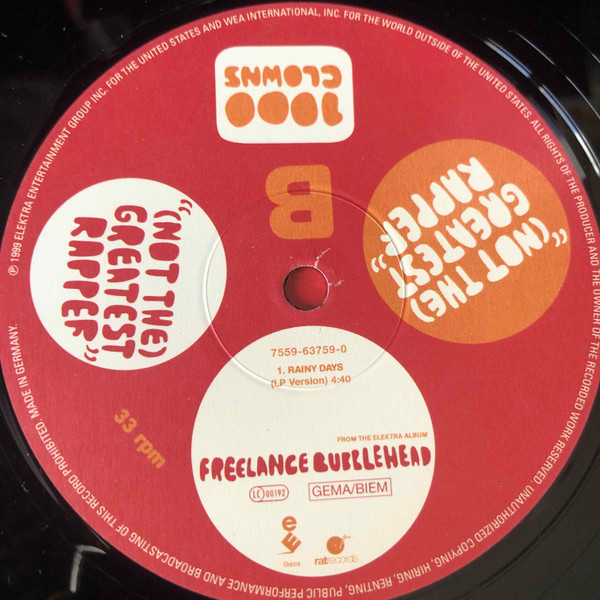 1000
CLOWNS
B
"(NOT THE)
GREATEST
RAPPER"
"(NOT THE)
GREATEST
RAPPER"
7559-63759-0
1. RAINY DAYS
(LP Version) 4:40
FROM THE ELEKTRA ALBUM
FREELANCE BUBBLEHEAD
LC 00192
GEMA/BIEM
e
Elektra
ratrecords
33 rpm
℗ 1999 ELEKTRA ENTERTAINMENT GROUP INC. FOR THE UNITED STATES AND WEA INTERNATIONAL, INC. FOR THE WORLD OUTSIDE OF THE UNITED STATES. ALL RIGHTS OF THE PRODUCER AND THE OWNER OF THE RECORDED WORK RESERVED. UNAUTHORIZED COPYING, HIRING, RENTING, PUBLIC PERFORMANCE AND BROADCASTING OF THIS RECORD PROHIBITED. MADE IN GERMANY.